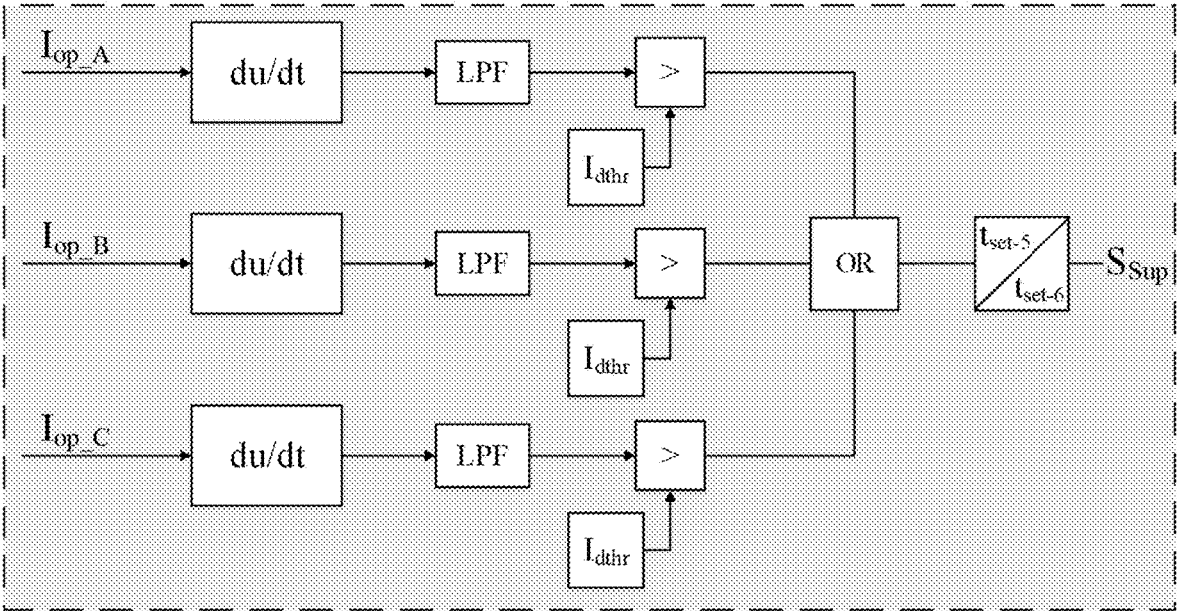 I_op_A
du/dt
LPF
>
I_dthr
I_op_B
du/dt
LPF
>
OR
t_set-5
t_set-6
S_Sup
I_dthr
I_op_C
du/dt
LPF
>
I_dthr